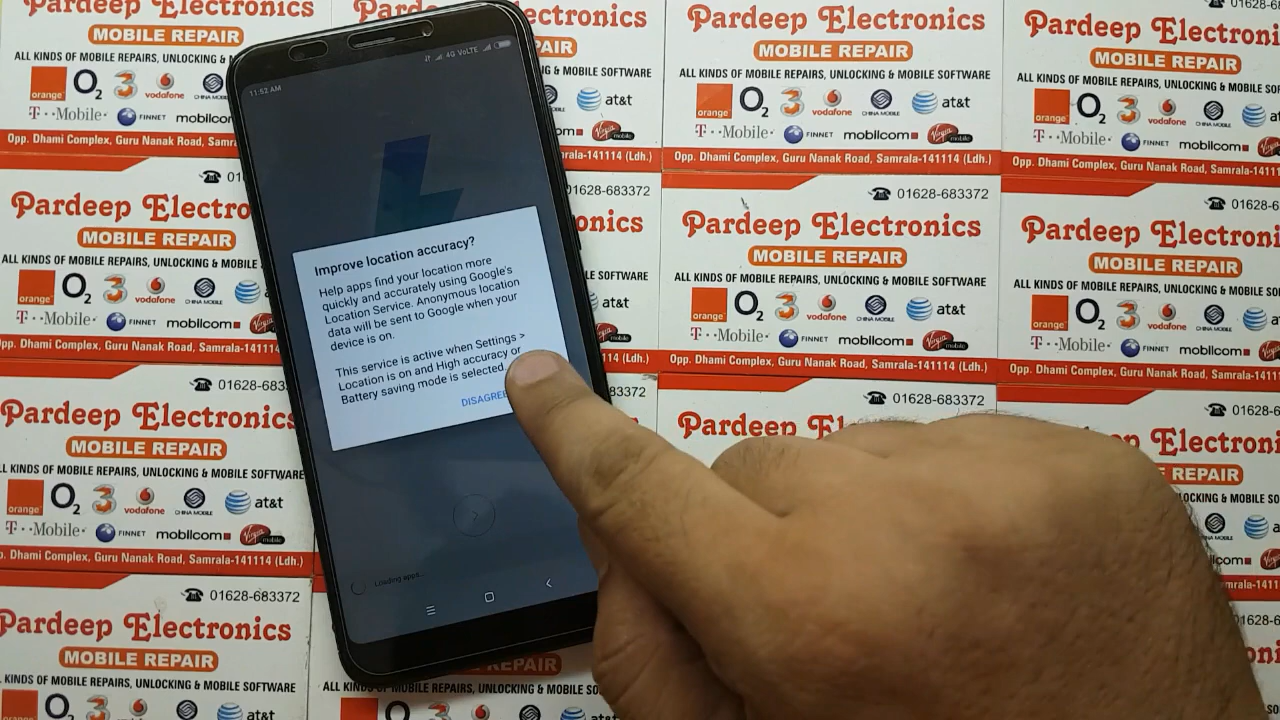 Pardeep Electronics
MOBILE REPAIR
ALL KINDS OF MOBILE REPAIRS, UNLOCKING & MOBILE SOFTWARE
orange
O2
3
vodafone
CHINA MOBILE
at&t
T··Mobile·
FINNET
mobilcom
Virgin
mobile
Opp. Dhami Complex, Guru Nanak Road, Samrala-141114 (Ldh.)
01628-683372
11:52 AM
4G VoLTE
Improve location accuracy?
Help apps find your location more
quickly and accurately using Google's
Location Service. Anonymous location
data will be sent to Google when your
device is on.
This service is active when Settings >
Location is on and High accuracy or
Battery saving mode is selected.
DISAGREE
Loading apps...